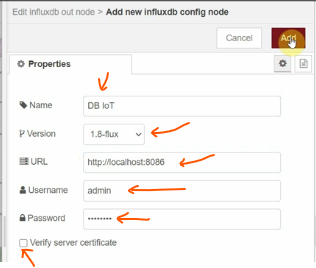 Edit influxdb out node > Add new influxdb config node
Cancel
Add
Properties
Name
DB IoT
Version
1.8-flux
URL
http://localhost:8086
Username
admin
Password
••••••••
Verify server certificate